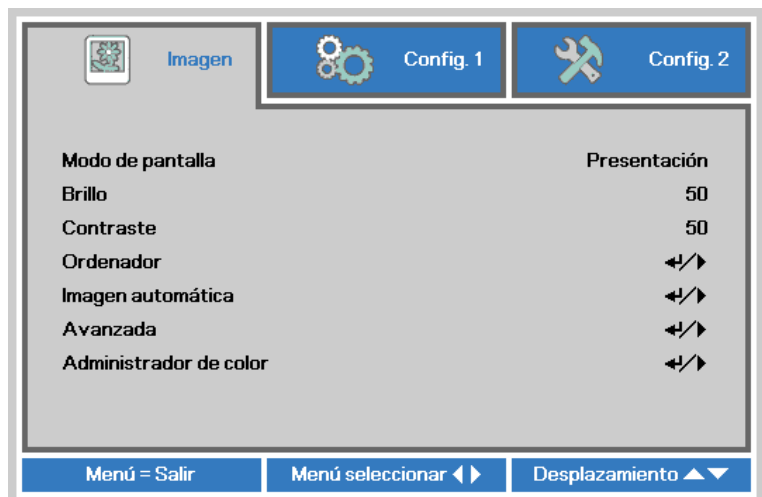 Imagen Config. 1 Config. 2
Modo de pantalla Presentación
Brillo 50
Contraste 50
Ordenador ↵/▶
Imagen automática ↵/▶
Avanzada ↵/▶
Administrador de color ↵/▶
Menú = Salir Menú seleccionar ◀▶ Desplazamiento ▲▼